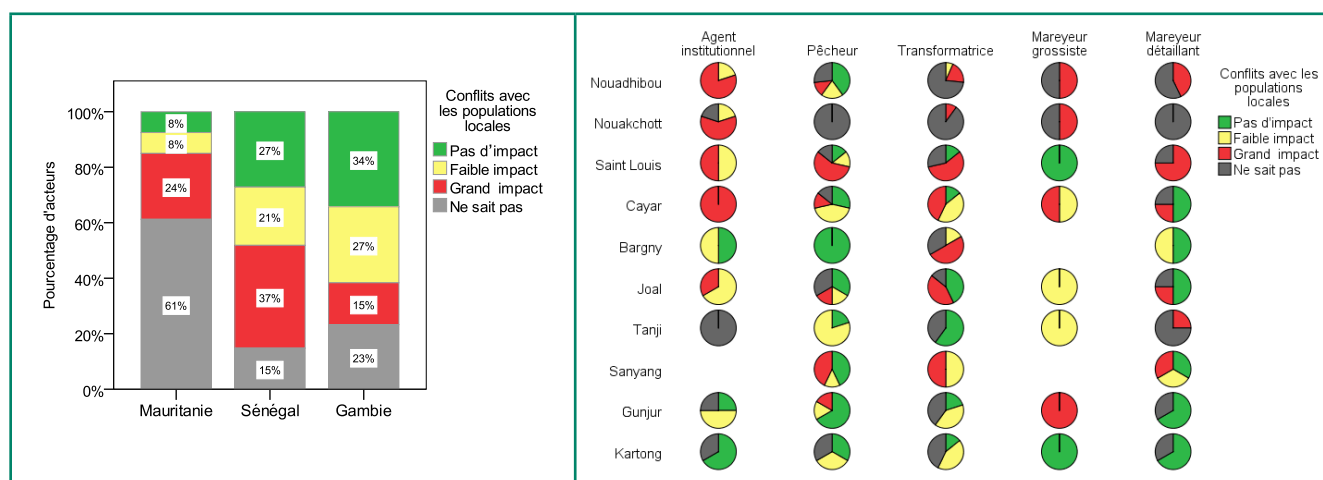 Conflits avec
les populations
locales
Pas d'impact
Faible impact
Grand impact
Ne sait pas
Pourcentage d'acteurs
100%
80%
60%
40%
20%
0%
8%
8%
24%
61%
27%
21%
37%
15%
34%
27%
15%
23%
Mauritanie Sénégal Gambie
Agent
institutionnel
Pêcheur
Transformatrice
Mareyeur
grossiste
Mareyeur
détaillant
Nouadhibou
Nouakchott
Saint Louis
Cayar
Bargny
Joal
Tanji
Sanyang
Gunjur
Kartong
Conflits avec les
populations
locales
Pas d'impact
Faible impact
Grand impact
Ne sait pas